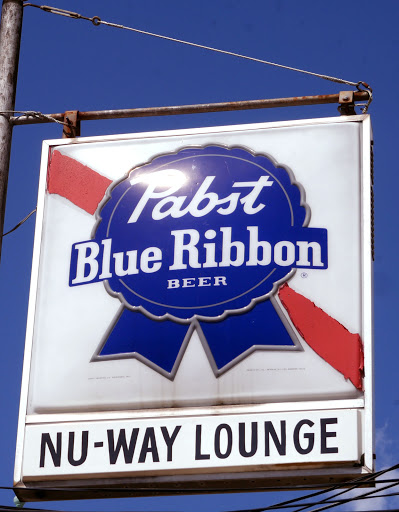 Pabst
Blue Ribbon
BEER
®
NU-WAY LOUNGE